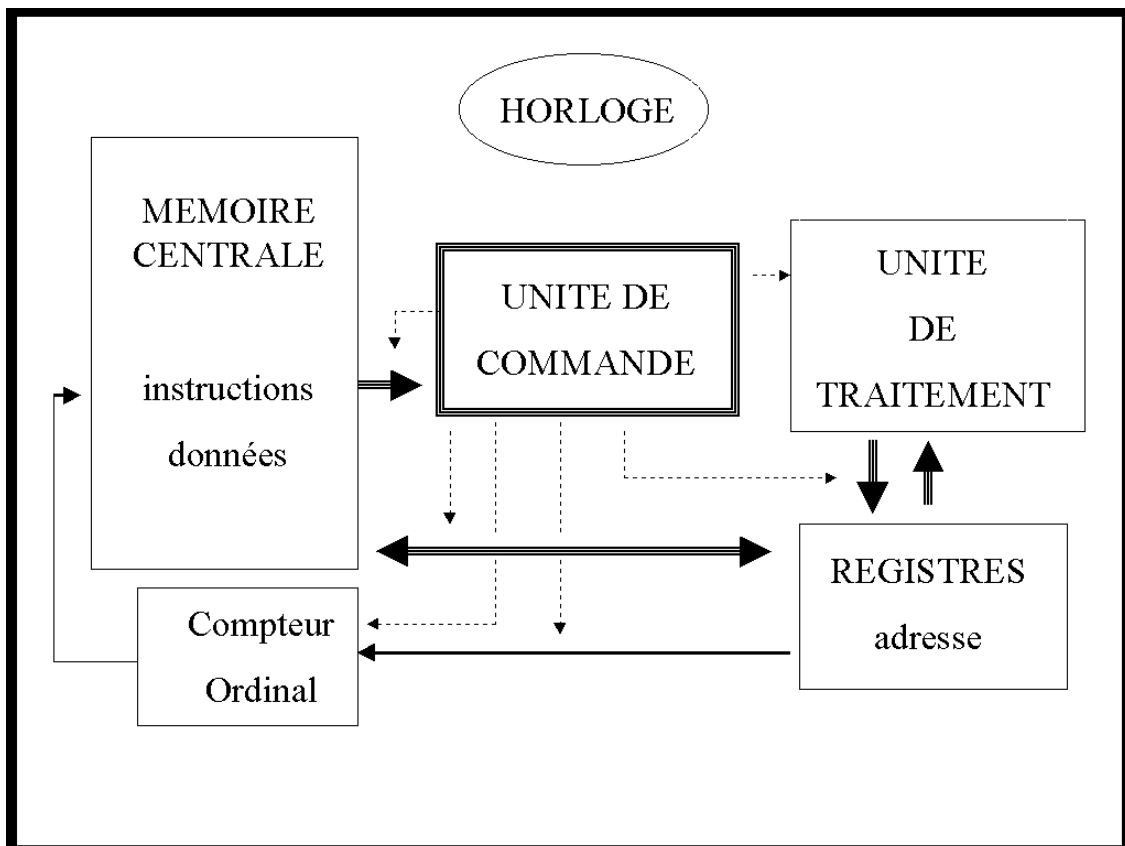 HORLOGE
MEMOIRE
CENTRALE
instructions
données
UNITE DE
COMMANDE
UNITE
DE
TRAITEMENT
REGISTRES
adresse
Compteur
Ordinal